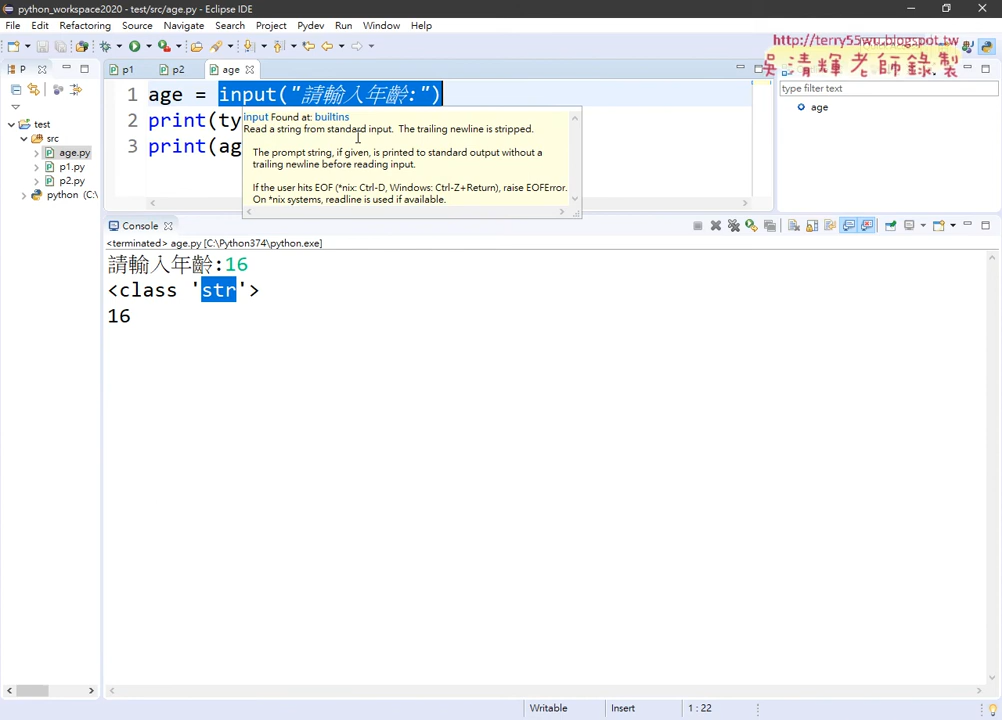 python_workspace2020 - test/src/age.py - Eclipse IDE
File Edit Refactoring Source Navigate Search Project Pydev Run Window Help
http://terry55wu.blogspot.tw
吳清輝老師錄製
P
p1 p2 age
type filter text
age
test
src
age.py
p1.py
p2.py
python (C:\
1 age = input("請輸入年齡:")
2 print(ty
3 print(ag
input Found at: builtins
Read a string from standard input. The trailing newline is stripped.
The prompt string, if given, is printed to standard output without a
trailing newline before reading input.
If the user hits EOF (*nix: Ctrl-D, Windows: Ctrl-Z+Return), raise EOFError.
On *nix systems, readline is used if available.
Console
<terminated> age.py [C:\Python374\python.exe]
請輸入年齡:16
<class 'str'>
16
Writable Insert 1 : 22